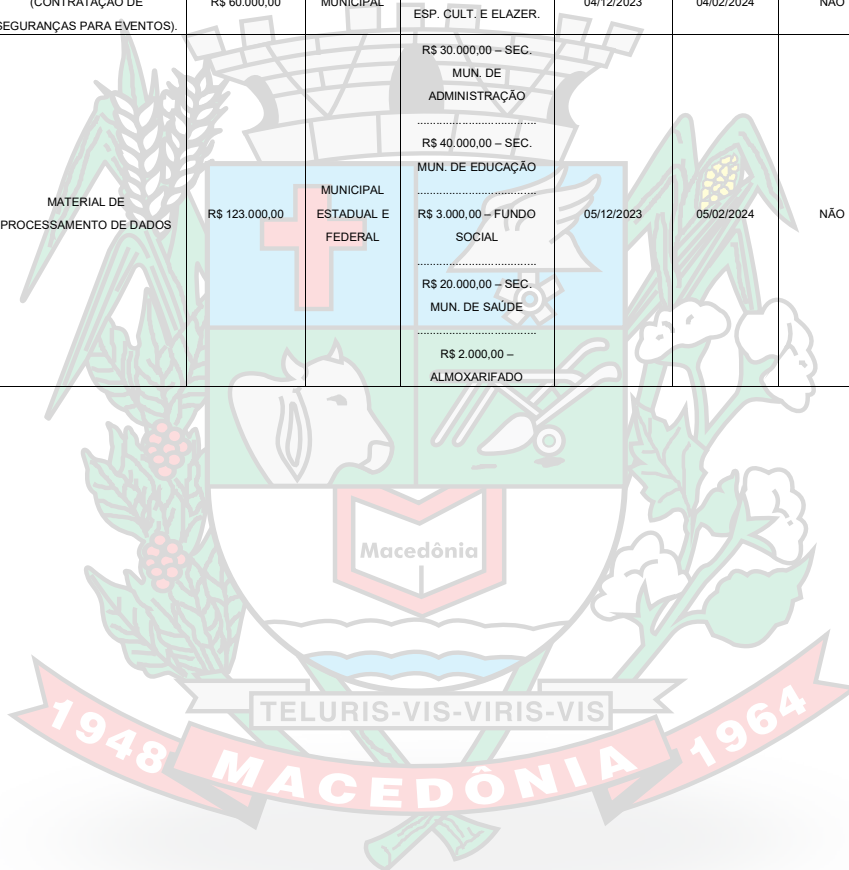 (CONTRATAÇÃO DE
SEGURANÇAS PARA EVENTOS).
R$ 60.000,00
MUNICIPAL
ESP. CULT. E ELAZER.
04/12/2023
04/02/2024
NÃO
MATERIAL DE
PROCESSAMENTO DE DADOS
R$ 123.000,00
MUNICIPAL
ESTADUAL E
FEDERAL
R$ 30.000,00 – SEC.
MUN. DE
ADMINISTRAÇÃO
......................................
R$ 40.000,00 – SEC.
MUN. DE EDUCAÇÃO
......................................
R$ 3.000,00 – FUNDO
SOCIAL
......................................
R$ 20.000,00 – SEC.
MUN. DE SAÚDE
......................................
R$ 2.000,00 –
ALMOXARIFADO
05/12/2023
05/02/2024
NÃO
Macedônia
TELURIS-VIS-VIRIS-VIS
1948
MACEDÔNIA
1964